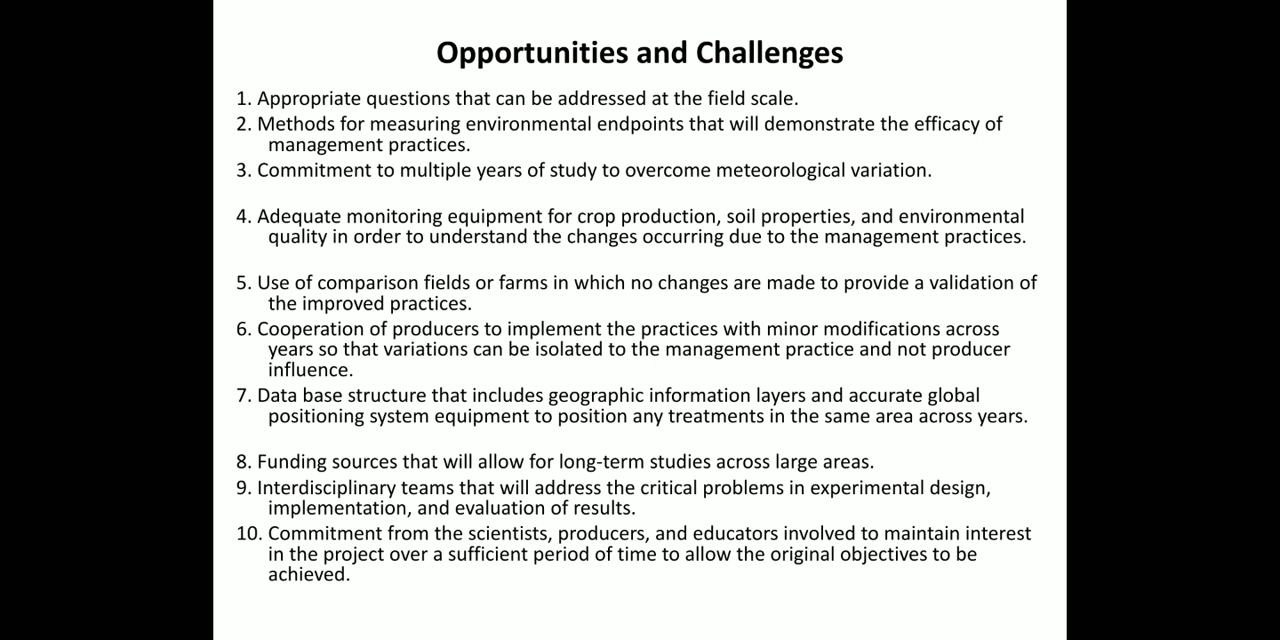 Opportunities and Challenges
1. Appropriate questions that can be addressed at the field scale.
2. Methods for measuring environmental endpoints that will demonstrate the efficacy of
management practices.
3. Commitment to multiple years of study to overcome meteorological variation.
4. Adequate monitoring equipment for crop production, soil properties, and environmental
quality in order to understand the changes occurring due to the management practices.
5. Use of comparison fields or farms in which no changes are made to provide a validation of
the improved practices.
6. Cooperation of producers to implement the practices with minor modifications across
years so that variations can be isolated to the management practice and not producer
influence.
7. Data base structure that includes geographic information layers and accurate global
positioning system equipment to position any treatments in the same area across years.
8. Funding sources that will allow for long-term studies across large areas.
9. Interdisciplinary teams that will address the critical problems in experimental design,
implementation, and evaluation of results.
10. Commitment from the scientists, producers, and educators involved to maintain interest
in the project over a sufficient period of time to allow the original objectives to be
achieved.